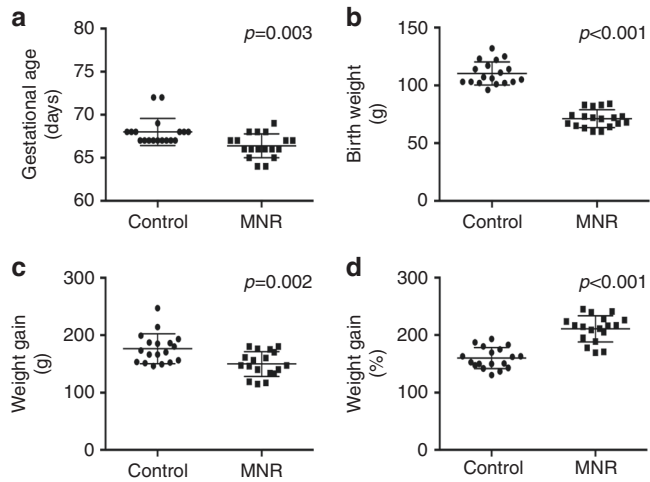 a
80
75
70
65
60
Gestational age
(days)
p=0.003
Control
MNR
b
150
100
50
0
Birth weight
(g)
p<0.001
Control
MNR
c
300
200
100
0
Weight gain
(g)
p=0.002
Control
MNR
d
300
200
100
0
Weight gain
(%)
p<0.001
Control
MNR